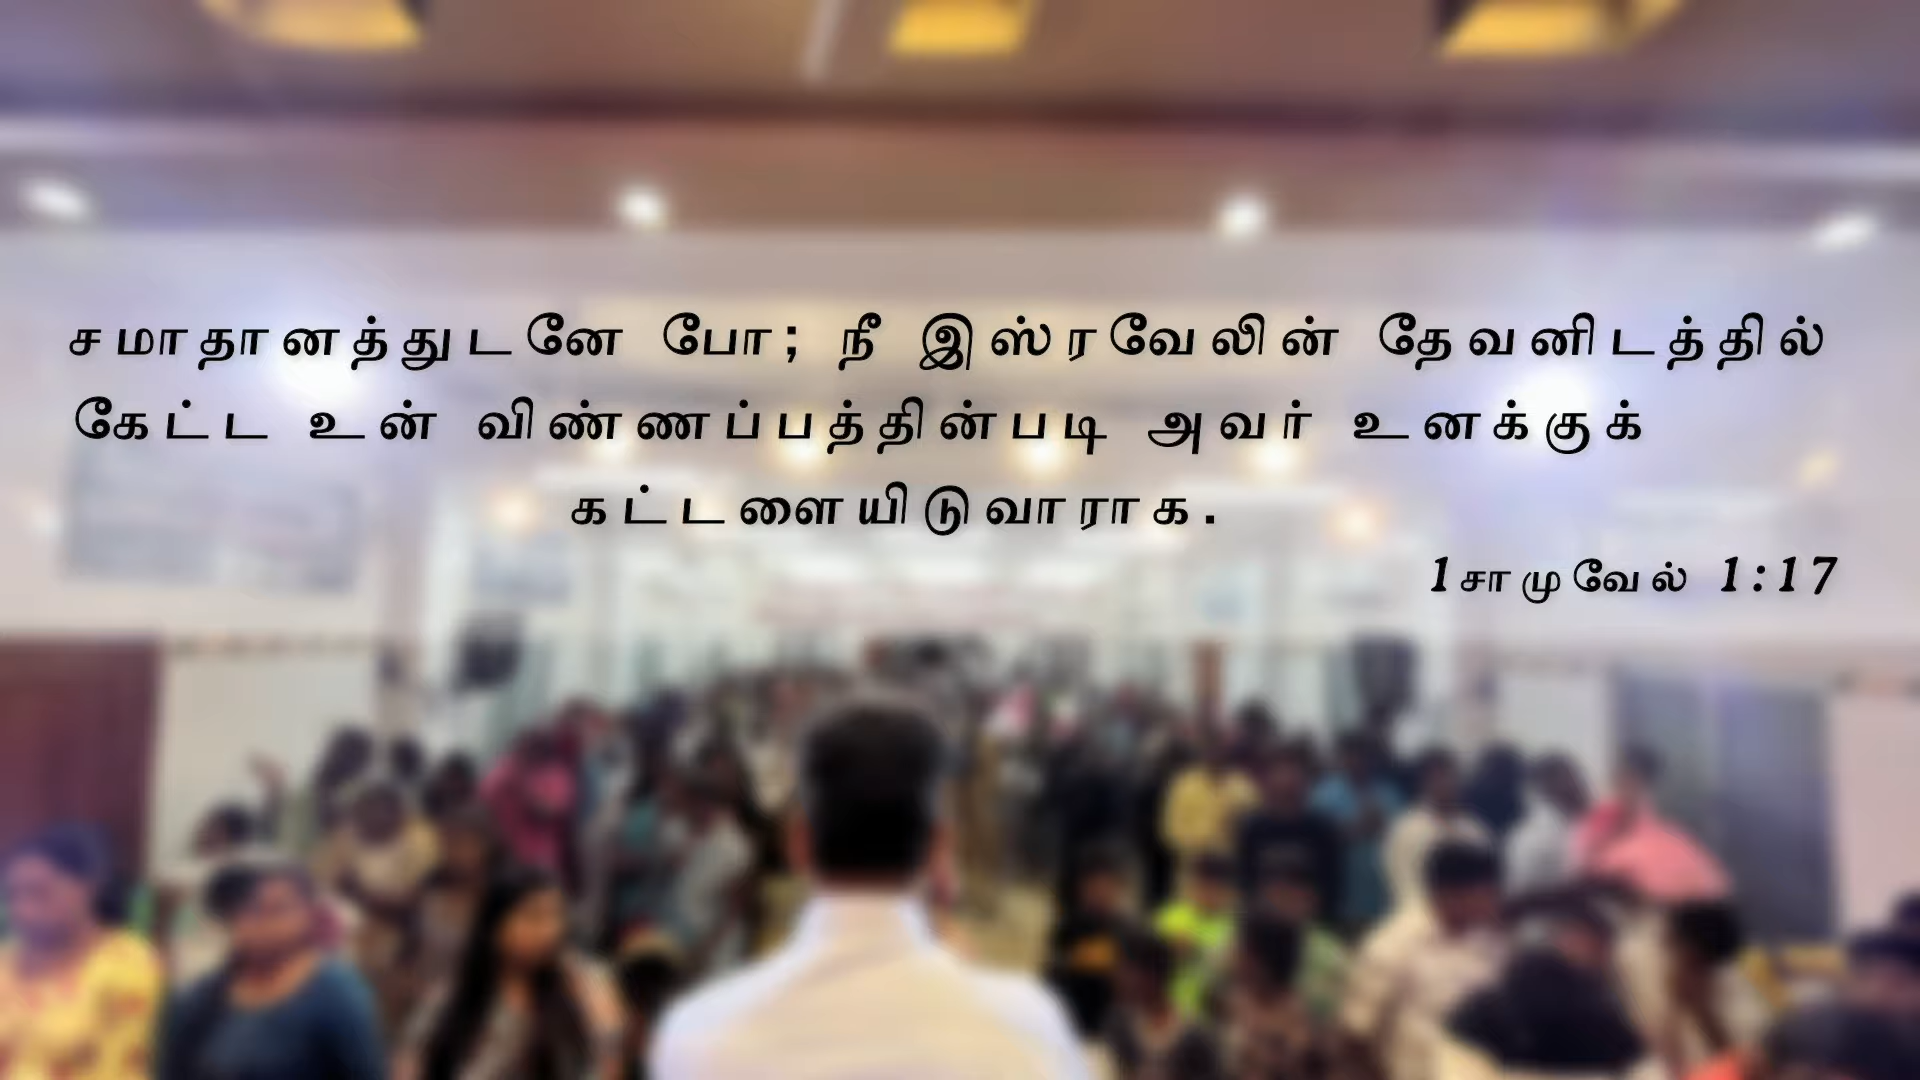 சமாதானத்துடனே போ; நீ இஸ்ரவேலின் தேவனிடத்தில்
கேட்ட உன் விண்ணப்பத்தின்படி அவர் உனக்குக்
கட்டளையிடுவாராக.
1சாமுவேல் 1:17